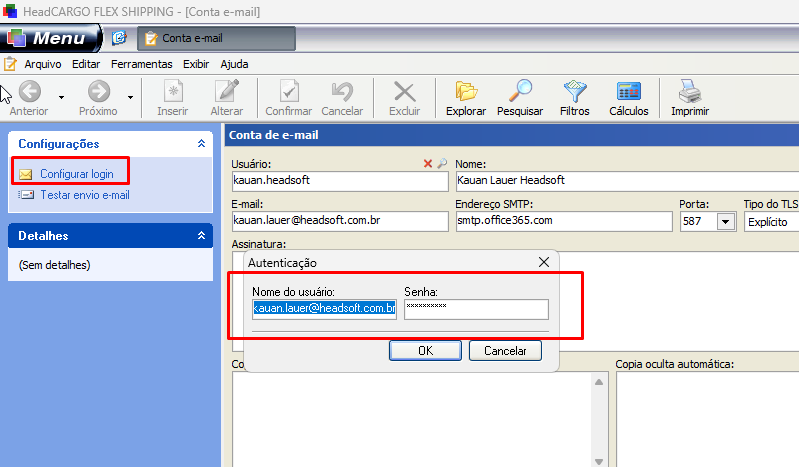 HeadCARGO FLEX SHIPPING - [Conta e-mail]
Menu
Conta e-mail
Arquivo Editar Ferramentas Exibir Ajuda
Anterior Próximo Inserir Alterar Confirmar Cancelar Excluir Explorar Pesquisar Filtros Cálculos Imprimir
Configurações
Configurar login
Testar envio e-mail
Detalhes
(Sem detalhes)
Conta de e-mail
Usuário: Nome:
kauan.headsoft Kauan Lauer Headsoft
E-mail: Endereço SMTP: Porta: Tipo do TLS
kauan.lauer@headsoft.com.br smtp.office365.com 587 Explícito
Assinatura:
Autenticação
Nome do usuário: Senha:
kauan.lauer@headsoft.com.br **********
OK Cancelar
Co Copia oculta automática: